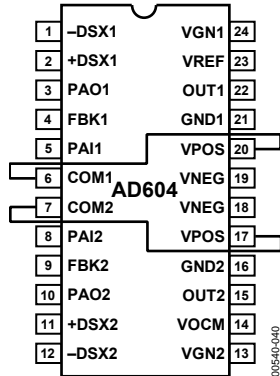 1 –DSX1 VGN1 24
2 +DSX1 VREF 23
3 PAO1 OUT1 22
4 FBK1 GND1 21
5 PAI1 VPOS 20
6 COM1 VNEG 19
AD604
7 COM2 VNEG 18
8 PAI2 VPOS 17
9 FBK2 GND2 16
10 PAO2 OUT2 15
11 +DSX2 VOCM 14
12 –DSX2 VGN2 13
00540-040